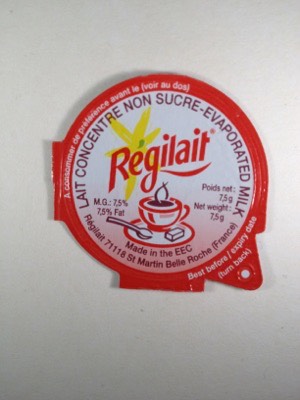 A consommer de préférence avant le (voir au dos)
LAIT CONCENTRE NON SUCRE-EVAPORATED MILK
Régilait®
M.G.: 7,5%
7,5% Fat
Poids net:
7,5g
Net weight:
7,5g
Made in the EEC
Régilait 71118 St Martin Belle Roche (France)
Best before / expiry date
(turn back)